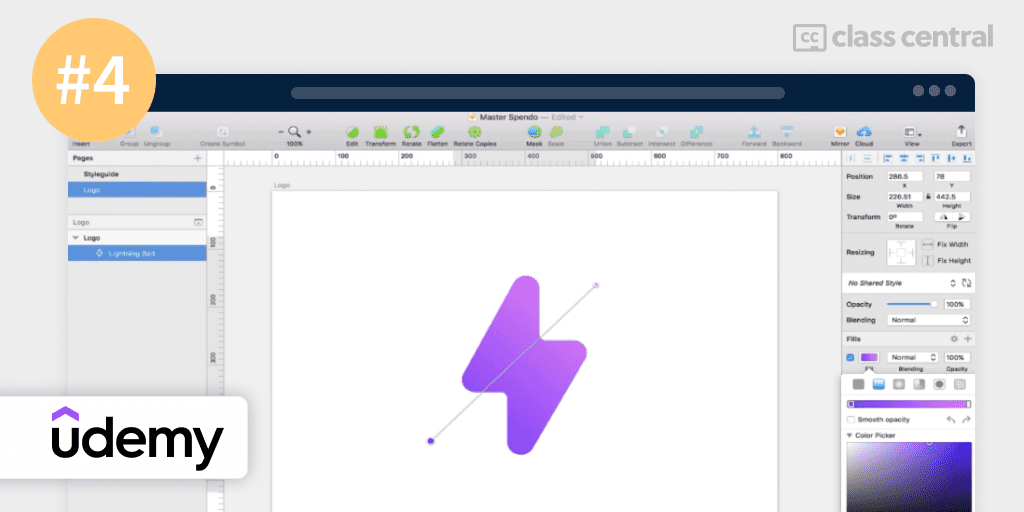 #4
cc class central
Master Spendo — Edited
Insert
Group
Ungroup
Create Symbol
100%
Edit
Transform
Rotate
Flatten
Rotate Copies
Mask
Scale
Union
Subtract
Intersect
Difference
Forward
Backward
Mirror
Cloud
View
Export
Pages
Styleguide
Logo
Logo
Logo
Lightning Bolt
0 100 200 300 400 500 600 700 800
0
100
200
300
Logo
Position 286.5 78
X Y
Size 226.51 442.5
Width Height
Transform 0º
Rotate Flip
Resizing Fix Width
Fix Height
No Shared Style
Opacity 100%
Blending Normal
Fills
Normal 100%
Fill Blending Opacity
Smooth opacity
Color Picker
udemy